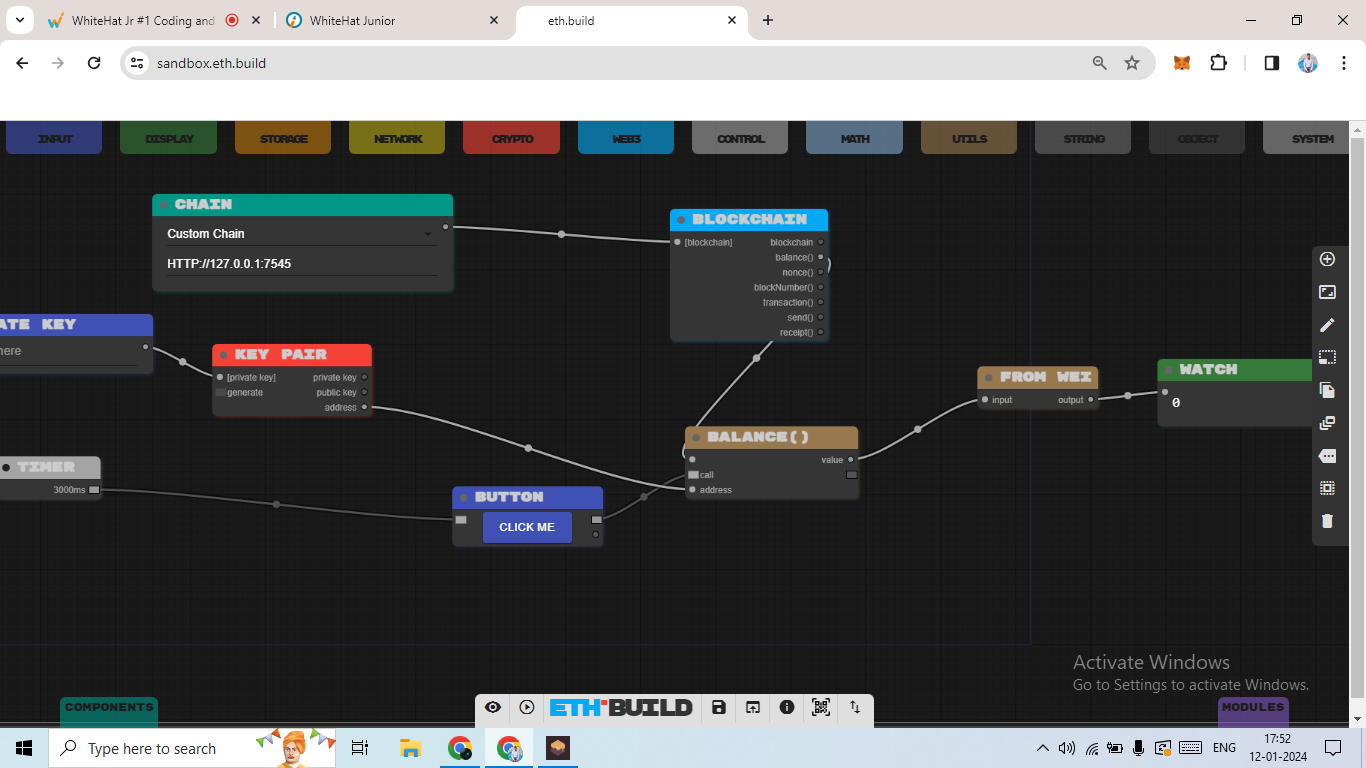 WhiteHat Jr #1 Coding and
WhiteHat Junior
eth.build
sandbox.eth.build
INPUT
DISPLAY
STORAGE
NETWORK
CRYPTO
WEB3
CONTROL
MATH
UTILS
STRING
OBJECT
SYSTEM
CHAIN
Custom Chain
HTTP://127.0.0.1:7545
BLOCKCHAIN
[blockchain] blockchain
balance()
nonce()
blockNumber()
transaction()
send()
receipt()
ATE KEY
here
KEY PAIR
[private key] private key
generate public key
address
FROM WEI
input output
WATCH
0
BALANCE()
value
call
address
TIMER
3000ms
BUTTON
CLICK ME
Activate Windows
Go to Settings to activate Windows.
COMPONENTS
MODULES
ETH BUILD
Type here to search
ENG
17:52
12-01-2024